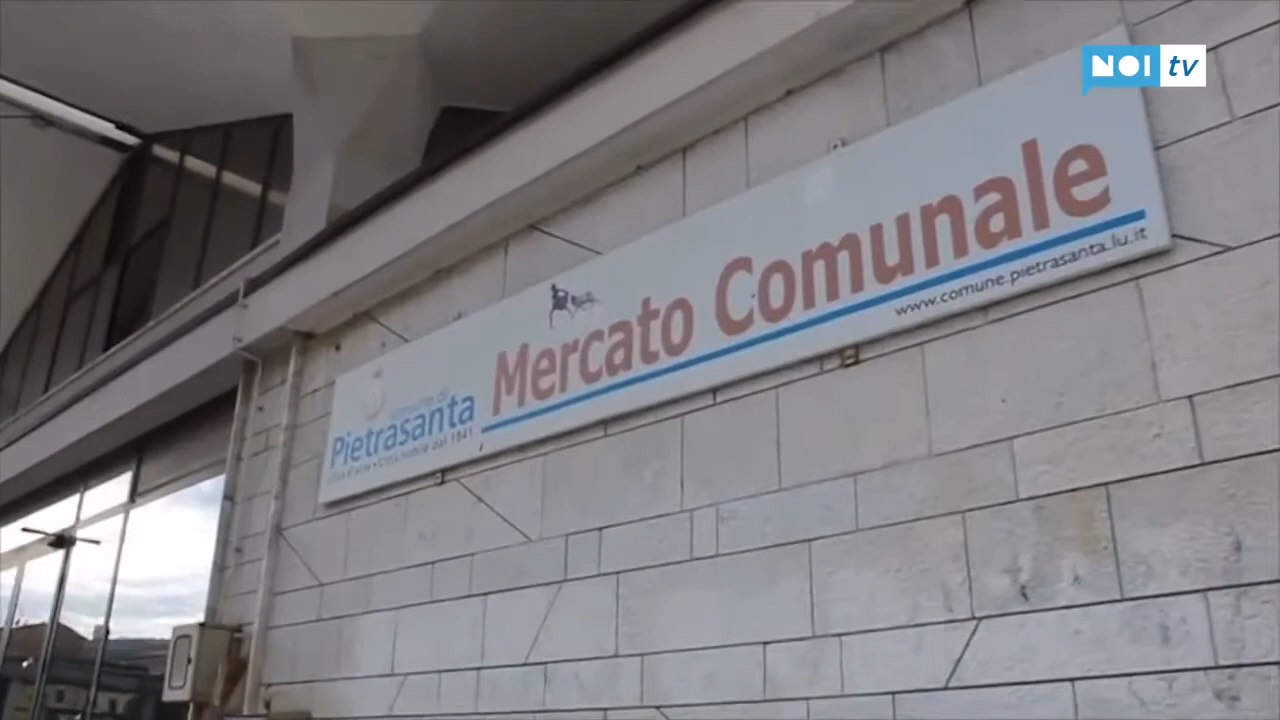 NOI tv
comune di
Pietrasanta
Città d'arte • Città nobile dal 1841
Mercato Comunale
www.comune.pietrasanta.lu.it